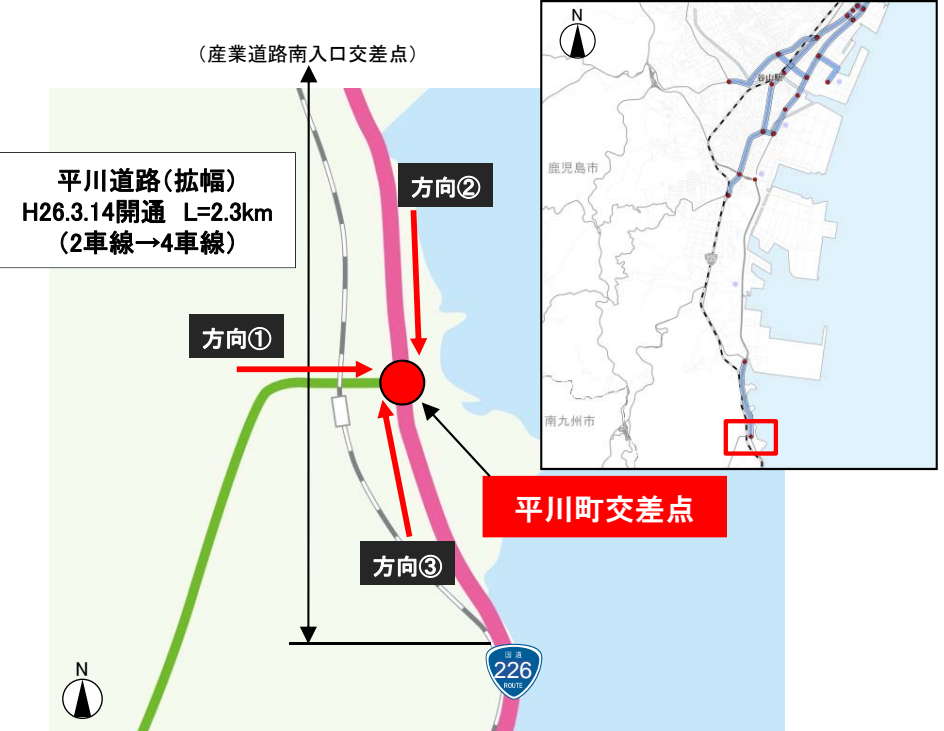 (産業道路南入口交差点)
平川道路(拡幅)
H26.3.14開通 L=2.3km
(2車線→4車線)
方向②
方向①
平川町交差点
方向③
国道
226
ROUTE
N
N
谷山駅
鹿児島市
南九州市